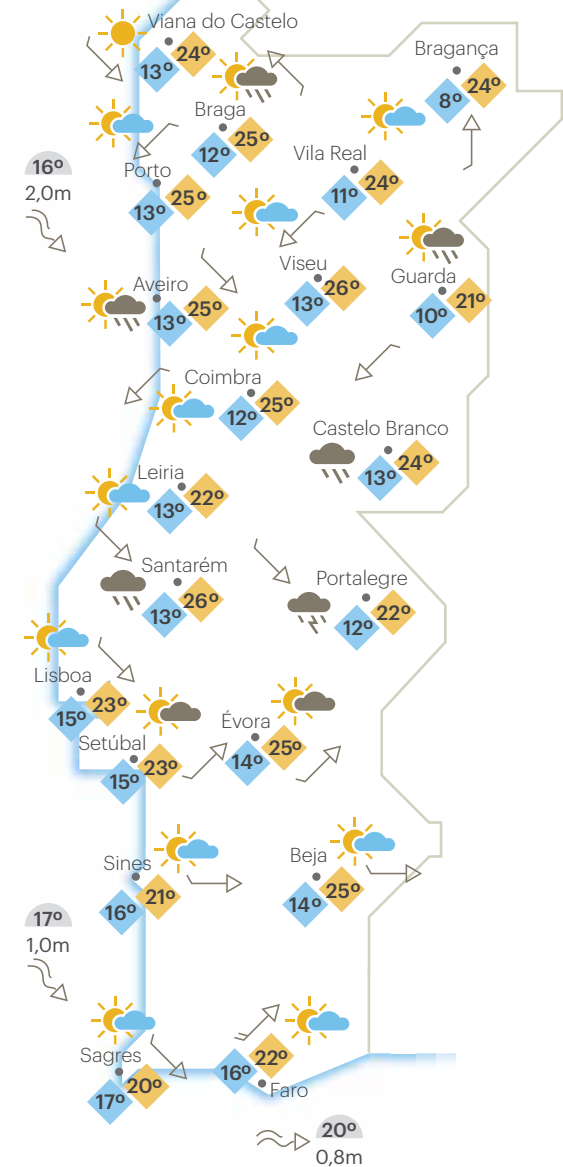 Viana do Castelo
13º 24º
Bragança
8º 24º
Braga
12º 25º
Vila Real
11º 24º
16º
2,0m
Porto
13º 25º
Viseu
13º 26º
Guarda
10º 21º
Aveiro
13º 25º
Coimbra
12º 25º
Castelo Branco
13º 24º
Leiria
13º 22º
Santarém
13º 26º
Portalegre
12º 22º
Lisboa
15º 23º
Setúbal
15º 23º
Évora
14º 25º
Sines
16º 21º
Beja
14º 25º
17º
1,0m
Sagres
17º 20º
16º 22º
Faro
20º
0,8m